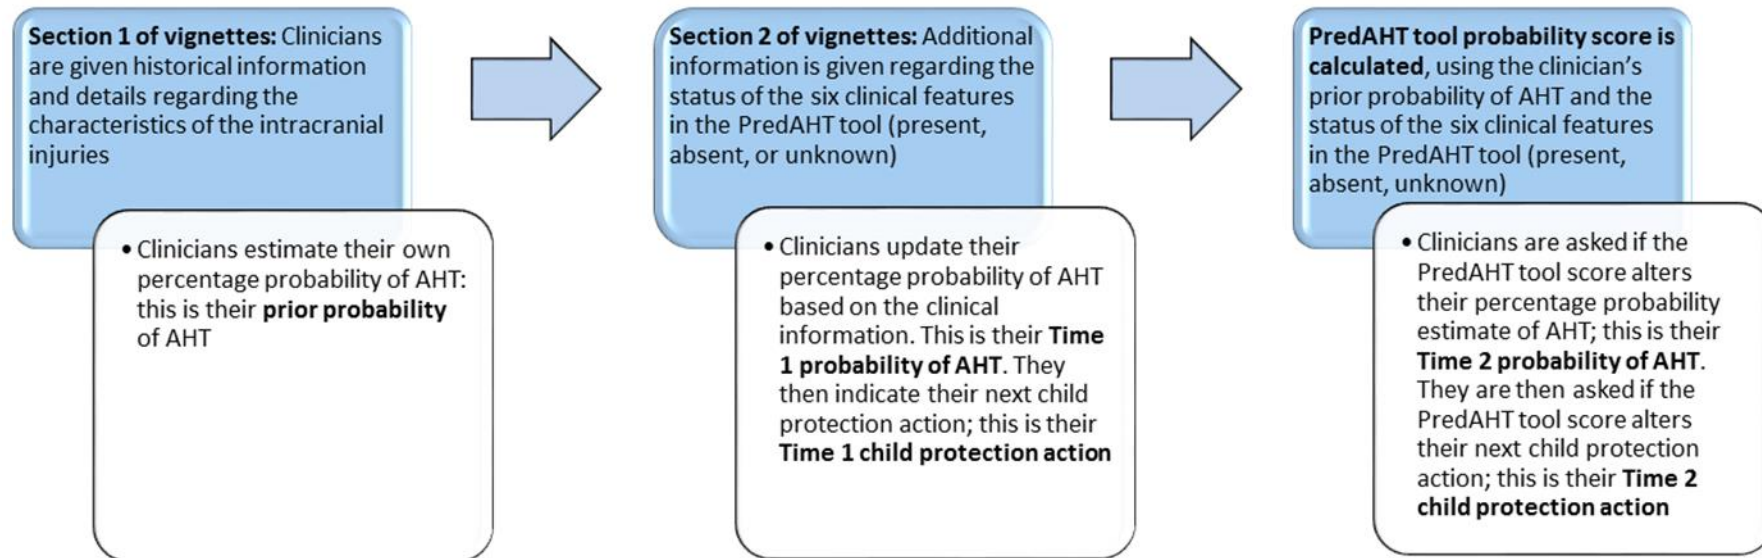 Section 1 of vignettes: Clinicians
are given historical information
and details regarding the
characteristics of the intracranial
injuries
• Clinicians estimate their own
percentage probability of AHT:
this is their prior probability
of AHT
Section 2 of vignettes: Additional
information is given regarding the
status of the six clinical features
in the PredAHT tool (present,
absent, or unknown)
• Clinicians update their
percentage probability of AHT
based on the clinical
information. This is their Time
1 probability of AHT. They
then indicate their next child
protection action; this is their
Time 1 child protection action
PredAHT tool probability score is
calculated, using the clinician's
prior probability of AHT and the
status of the six clinical features
in the PredAHT tool (present,
absent, unknown)
• Clinicians are asked if the
PredAHT tool score alters
their percentage probability
estimate of AHT; this is their
Time 2 probability of AHT.
They are then asked if the
PredAHT tool score alters
their next child protection
action; this is their Time 2
child protection action